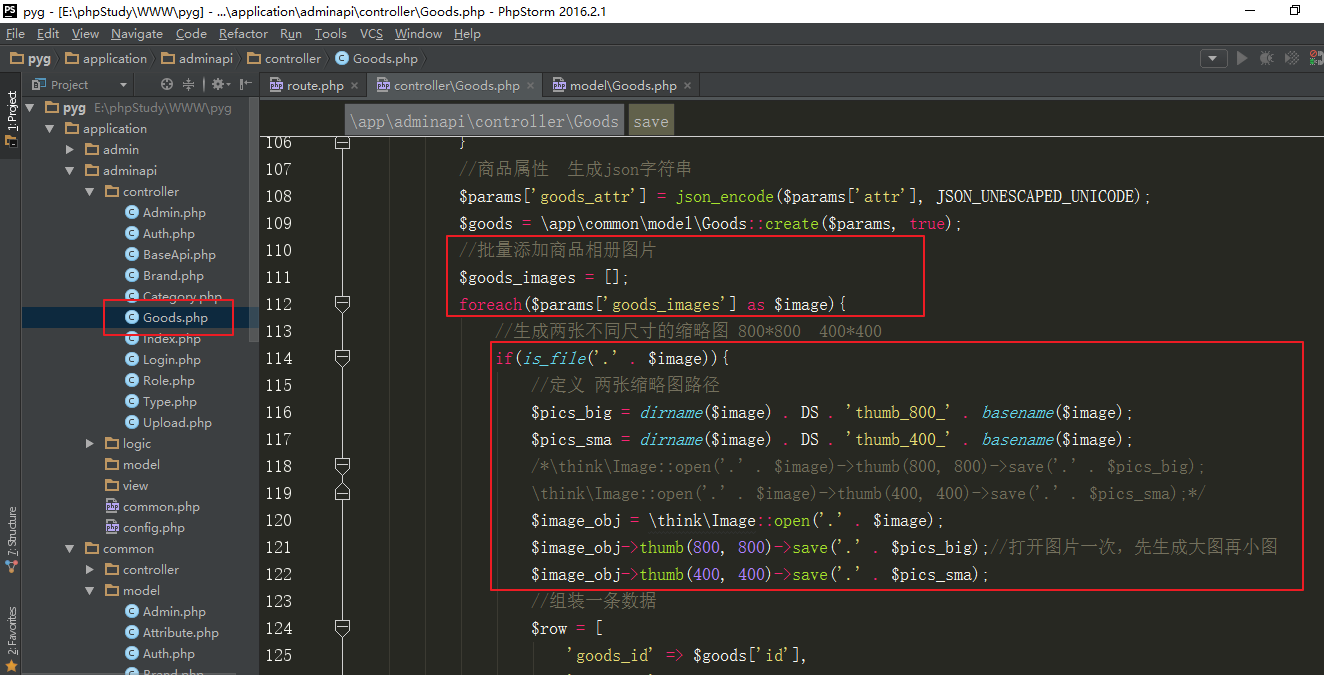 pyg - [E:\phpStudy\WWW\pyg] - ...\application\adminapi\controller\Goods.php - PhpStorm 2016.2.1
File Edit View Navigate Code Refactor Run Tools VCS Window Help
pyg application adminapi controller Goods.php
Project route.php controller\Goods.php model\Goods.php
1: Project
7: Structure
2: Favorites
pyg E:\phpStudy\WWW\pyg
application
admin
adminapi
controller
Admin.php
Auth.php
BaseApi.php
Brand.php
Category.php
Goods.php
Index.php
Login.php
Role.php
Type.php
Upload.php
logic
model
view
common.php
config.php
common
controller
model
Admin.php
Attribute.php
Auth.php
Brand.php
\app\adminapi\controller\Goods save
106 }
107 //商品属性 生成json字符串
108 $params['goods_attr'] = json_encode($params['attr'], JSON_UNESCAPED_UNICODE);
109 $goods = \app\common\model\Goods::create($params, true);
110 //批量添加商品相册图片
111 $goods_images = [];
112 foreach($params['goods_images'] as $image){
113 //生成两张不同尺寸的缩略图 800*800 400*400
114 if(is_file('.' . $image)){
115 //定义 两张缩略图路径
116 $pics_big = dirname($image) . DS . 'thumb_800_' . basename($image);
117 $pics_sma = dirname($image) . DS . 'thumb_400_' . basename($image);
118 /*\think\Image::open('.' . $image)->thumb(800, 800)->save('.' . $pics_big);
119 \think\Image::open('.' . $image)->thumb(400, 400)->save('.' . $pics_sma);*/
120 $image_obj = \think\Image::open('.' . $image);
121 $image_obj->thumb(800, 800)->save('.' . $pics_big);//打开图片一次，先生成大图再小图
122 $image_obj->thumb(400, 400)->save('.' . $pics_sma);
123 //组装一条数据
124 $row = [
125 'goods_id' => $goods['id'],